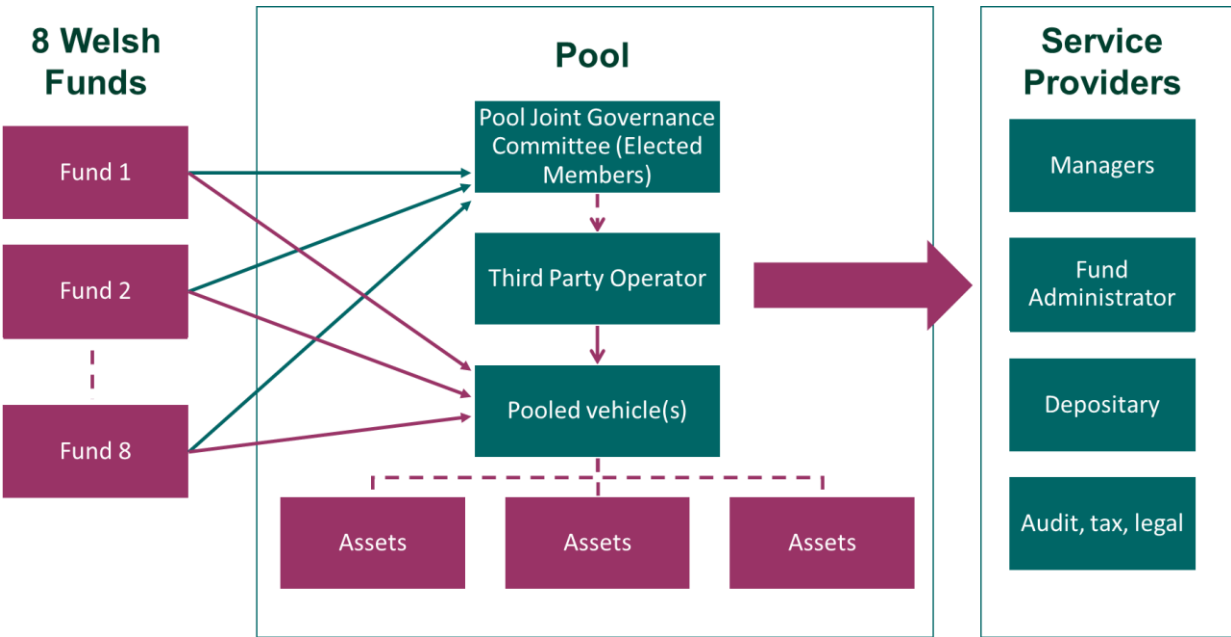 8 Welsh
Funds
Fund 1
Fund 2
Fund 8
Pool
Pool Joint Governance
Committee (Elected
Members)
Third Party Operator
Pooled vehicle(s)
Assets
Assets
Assets
Service
Providers
Managers
Fund
Administrator
Depositary
Audit, tax, legal